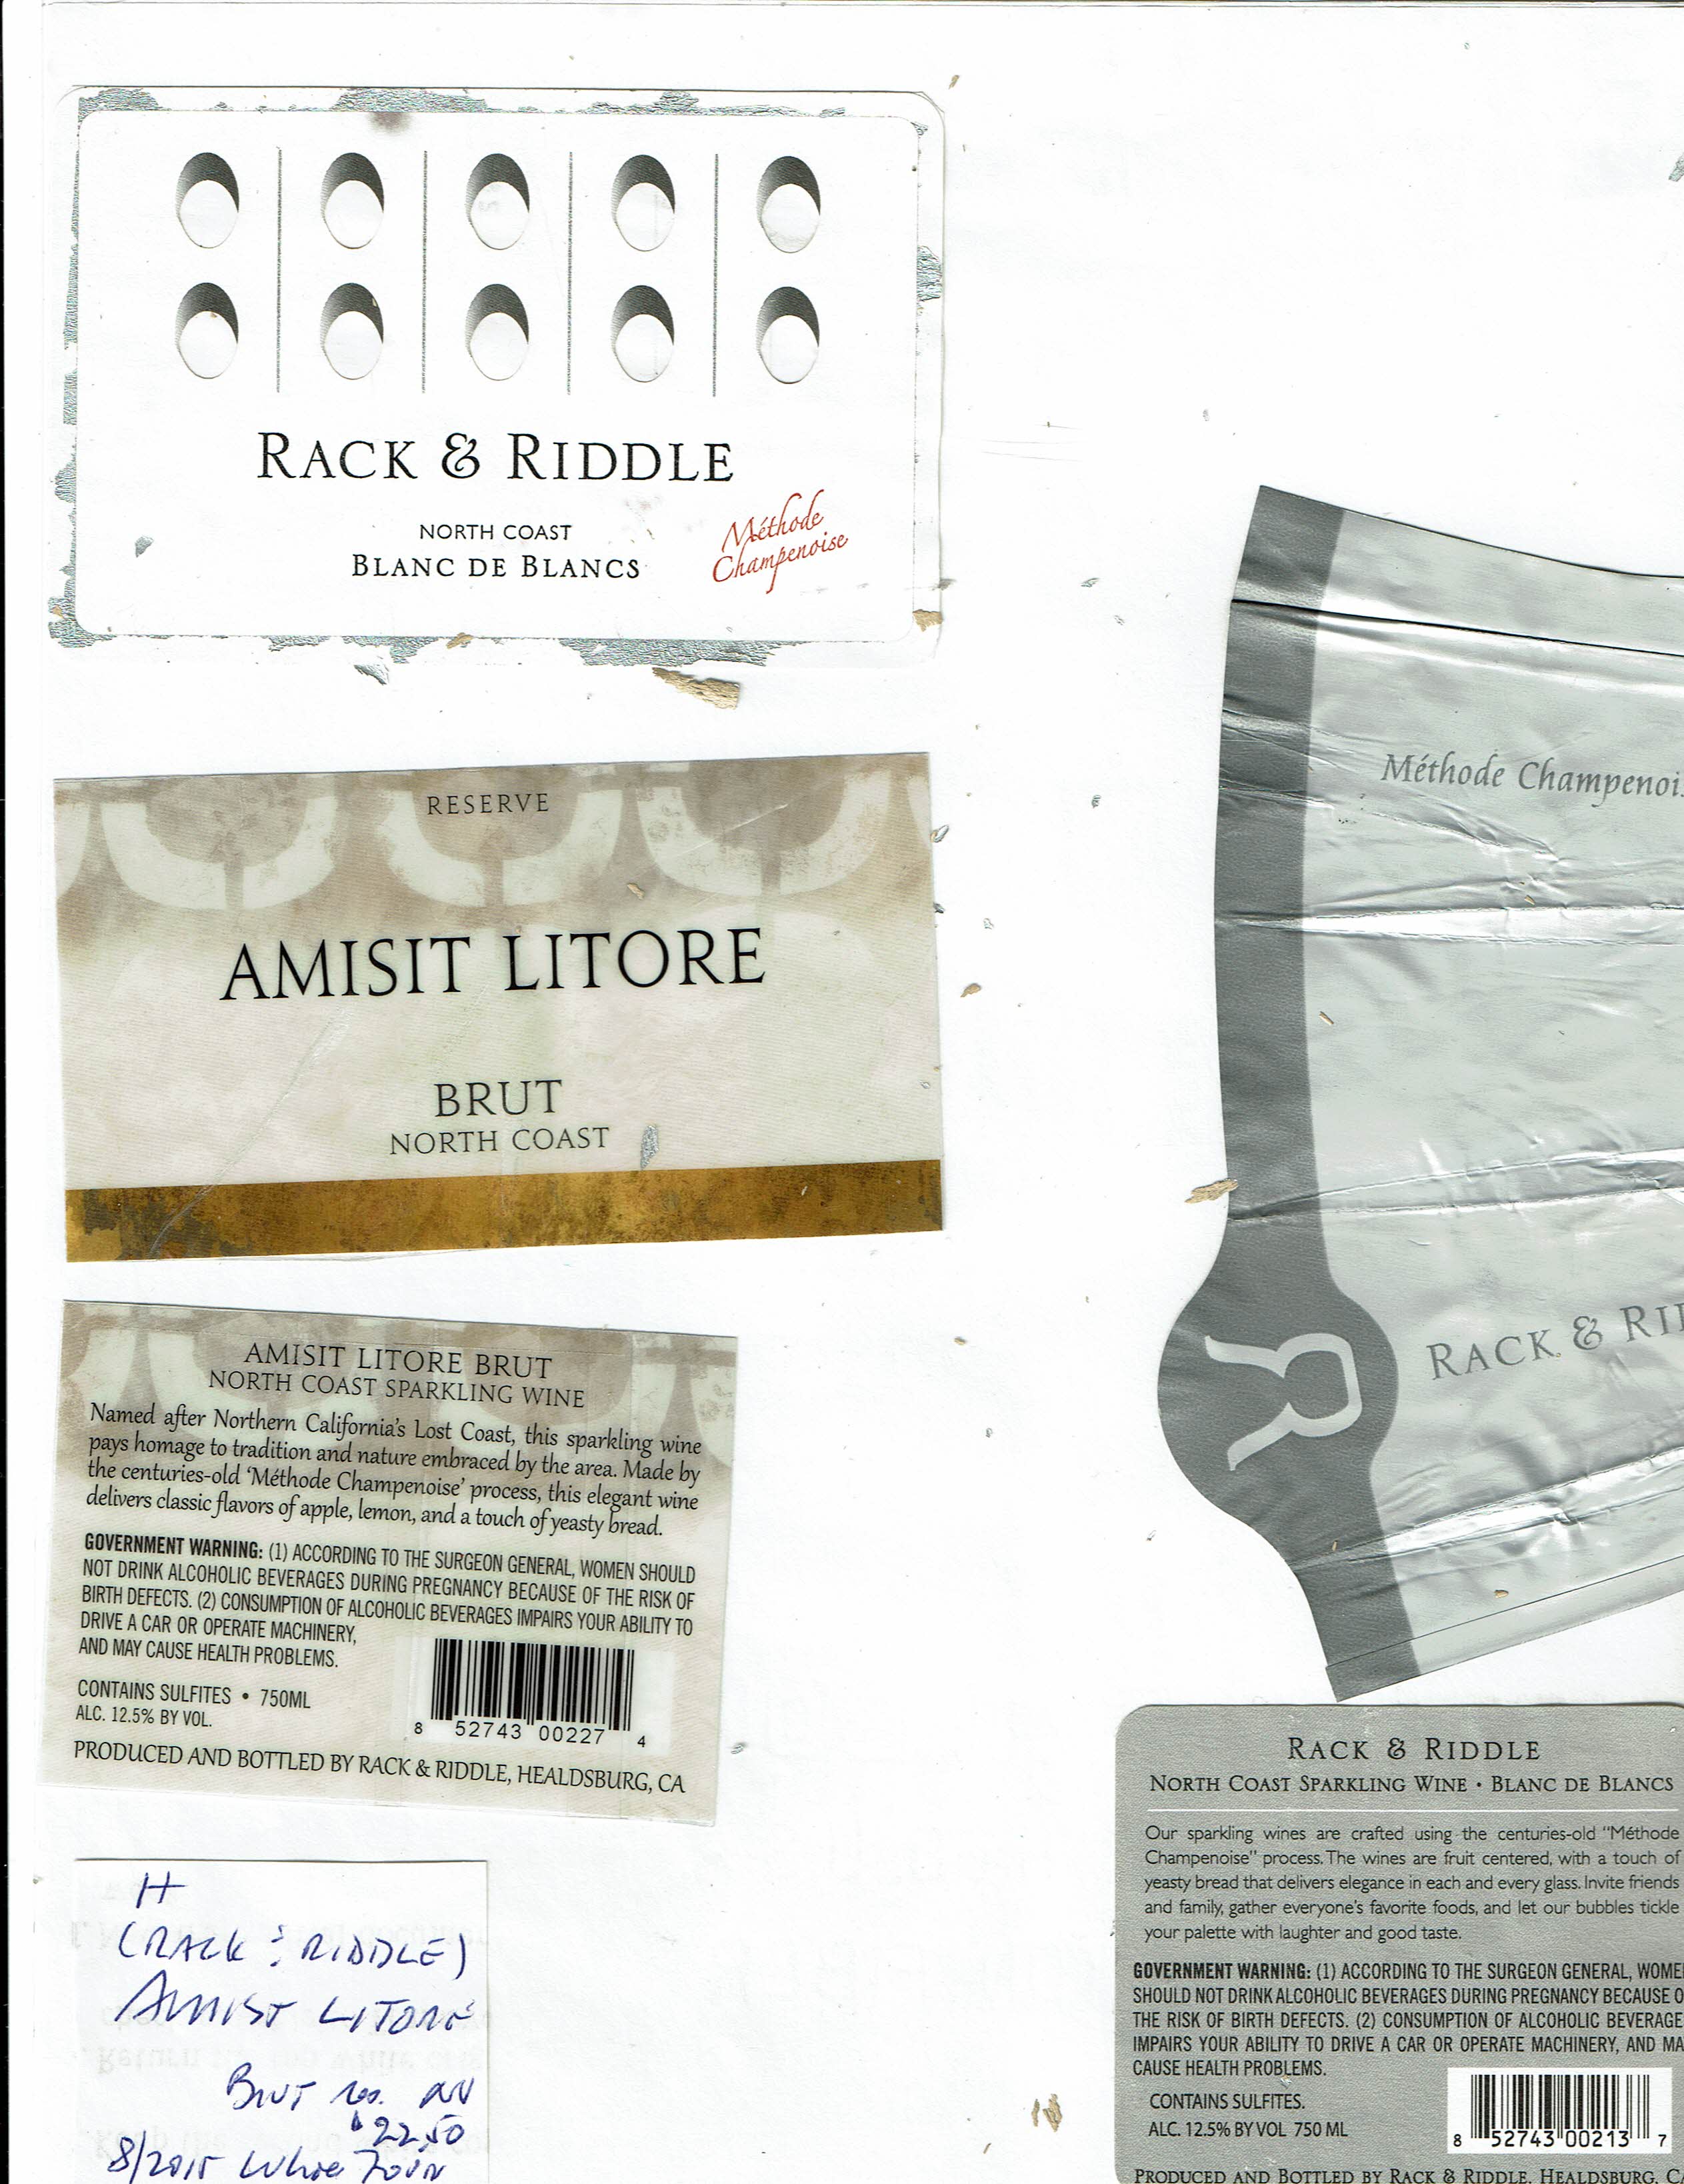 RACK & RIDDLE
NORTH COAST
BLANC DE BLANCS
Méthode
Champenoise
RESERVE
AMISIT LITORE
BRUT
NORTH COAST
AMISIT LITORE BRUT
NORTH COAST SPARKLING WINE
Named after Northern California's Lost Coast, this sparkling wine
pays homage to tradition and nature embraced by the area. Made by
the centuries-old 'Méthode Champenoise' process, this elegant wine
delivers classic flavors of apple, lemon, and a touch of yeasty bread.
GOVERNMENT WARNING: (1) ACCORDING TO THE SURGEON GENERAL, WOMEN SHOULD
NOT DRINK ALCOHOLIC BEVERAGES DURING PREGNANCY BECAUSE OF THE RISK OF
BIRTH DEFECTS. (2) CONSUMPTION OF ALCOHOLIC BEVERAGES IMPAIRS YOUR ABILITY TO
DRIVE A CAR OR OPERATE MACHINERY,
AND MAY CAUSE HEALTH PROBLEMS.
CONTAINS SULFITES • 750ML
ALC. 12.5% BY VOL.
8 52743 00227 4
PRODUCED AND BOTTLED BY RACK & RIDDLE, HEALDSBURG, CA
H
(RACK & RIDDLE)
AMIST LITORE
BRUT res. NV
$22.50
8/2015 Wine
Méthode Champenoi
RACK & RI
R
RACK & RIDDLE
NORTH COAST SPARKLING WINE • BLANC DE BLANCS
Our sparkling wines are crafted using the centuries-old "Méthode
Champenoise" process. The wines are fruit centered, with a touch of
yeasty bread that delivers elegance in each and every glass. Invite friends
and family, gather everyone's favorite foods, and let our bubbles tickle
your palette with laughter and good taste.
GOVERNMENT WARNING: (1) ACCORDING TO THE SURGEON GENERAL, WOME
SHOULD NOT DRINK ALCOHOLIC BEVERAGES DURING PREGNANCY BECAUSE O
THE RISK OF BIRTH DEFECTS. (2) CONSUMPTION OF ALCOHOLIC BEVERAGE
IMPAIRS YOUR ABILITY TO DRIVE A CAR OR OPERATE MACHINERY, AND MA
CAUSE HEALTH PROBLEMS.
CONTAINS SULFITES.
ALC. 12.5% BY VOL 750 ML
8 52743 00213 7
PRODUCED AND BOTTLED BY RACK & RIDDLE, HEALDSBURG, CA